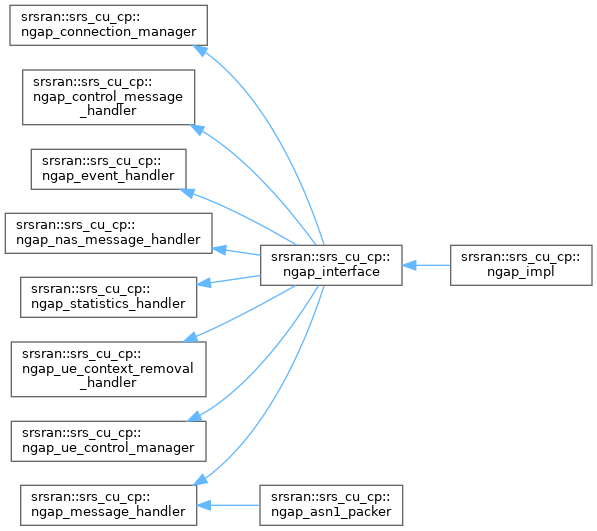 srsran::srs_cu_cp::
ngap_connection_manager
srsran::srs_cu_cp::
ngap_control_message
_handler
srsran::srs_cu_cp::
ngap_event_handler
srsran::srs_cu_cp::
ngap_nas_message_handler
srsran::srs_cu_cp::
ngap_interface
srsran::srs_cu_cp::
ngap_impl
srsran::srs_cu_cp::
ngap_statistics_handler
srsran::srs_cu_cp::
ngap_ue_context_removal
_handler
srsran::srs_cu_cp::
ngap_ue_control_manager
srsran::srs_cu_cp::
ngap_message_handler
srsran::srs_cu_cp::
ngap_asn1_packer